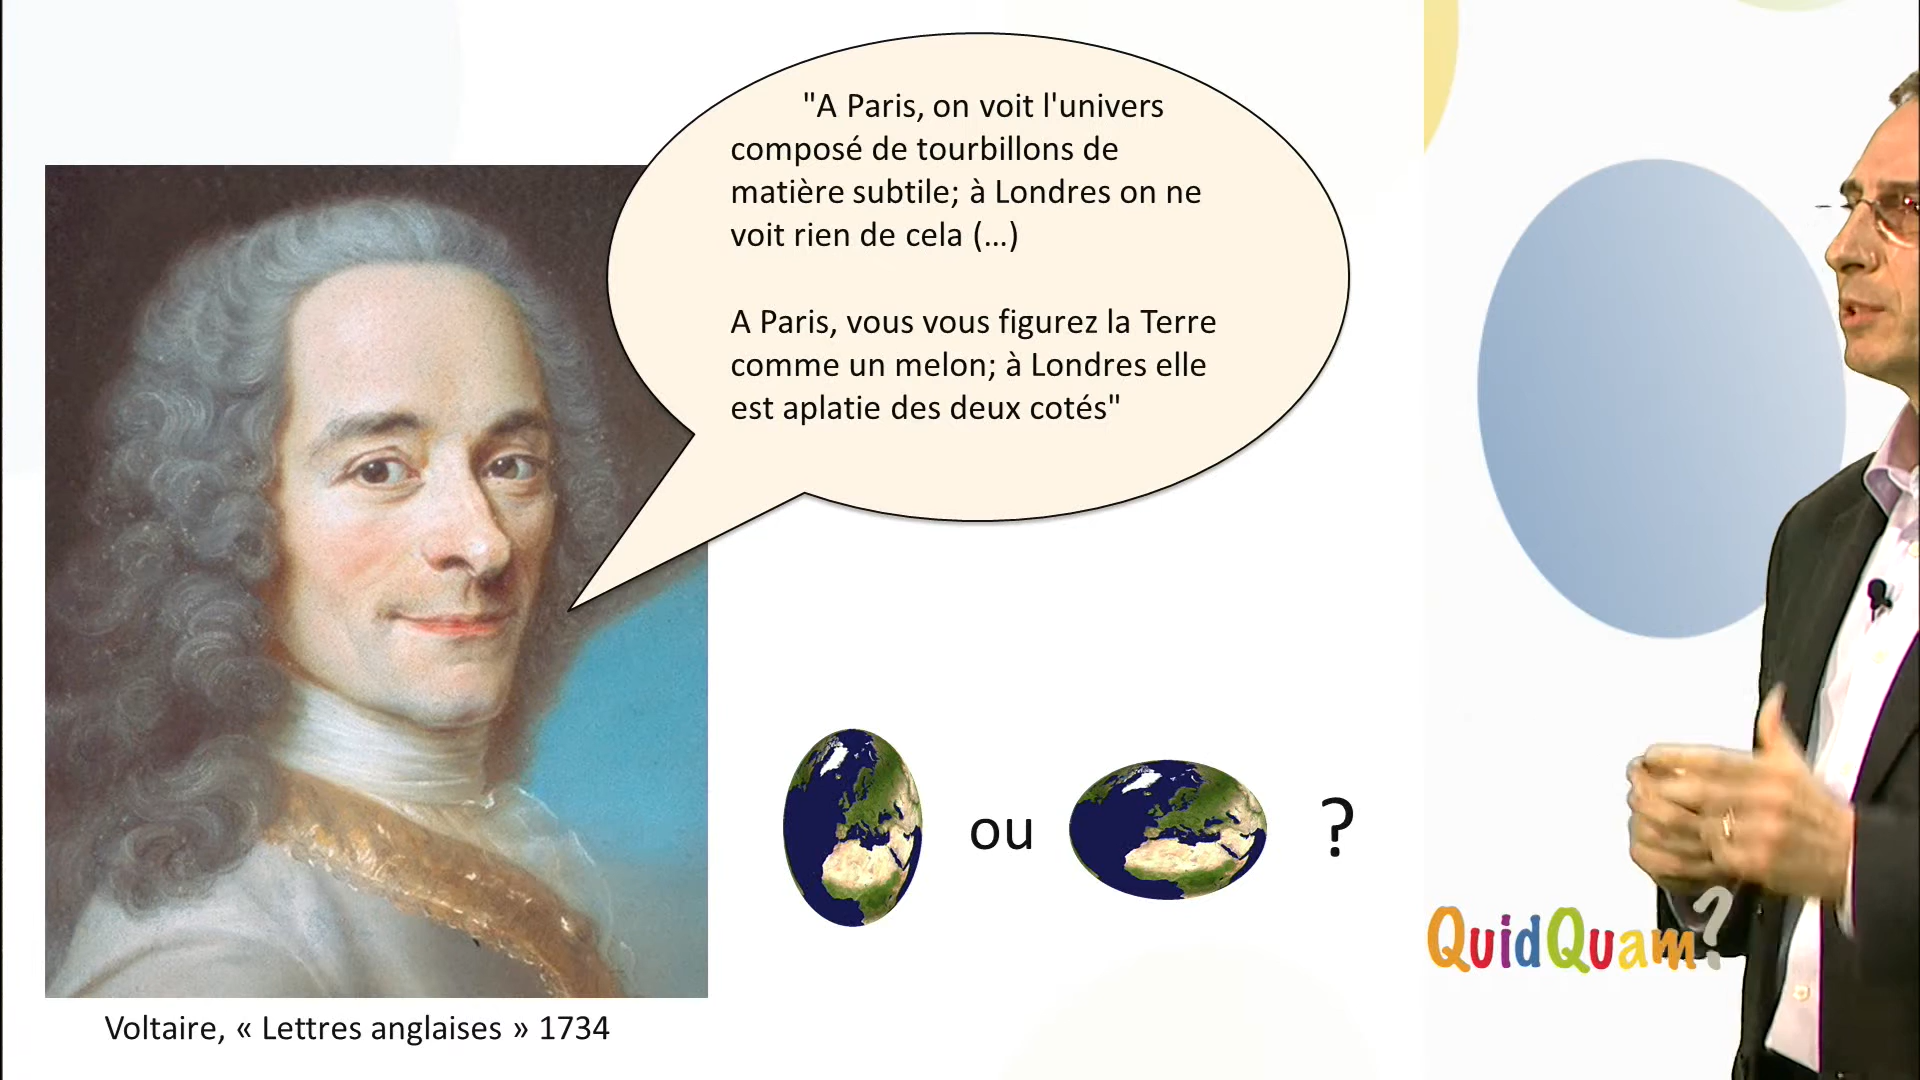 "A Paris, on voit l'univers
composé de tourbillons de
matière subtile; à Londres on ne
voit rien de cela (...)
A Paris, vous vous figurez la Terre
comme un melon; à Londres elle
est aplatie des deux cotés"
ou ?
QuidQuam?
Voltaire, « Lettres anglaises » 1734